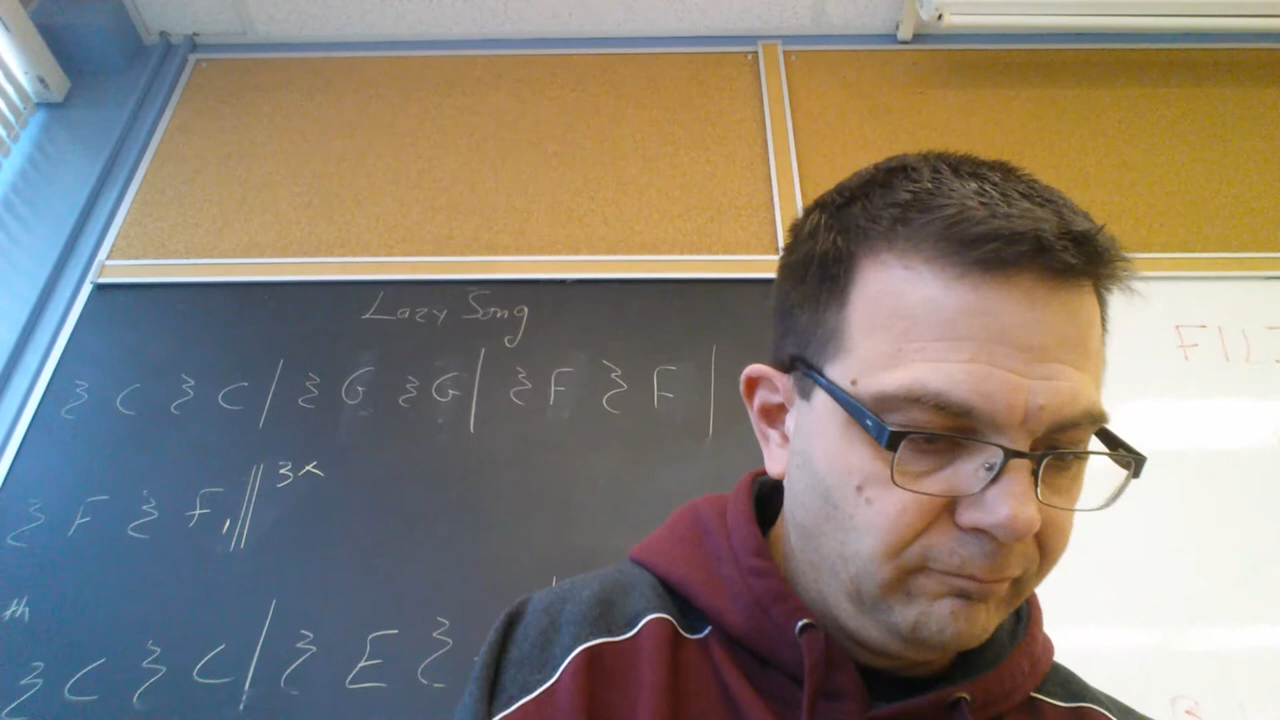 Lazy Song
𝄽 C 𝄽 C | 𝄽 G 𝄽 G | 𝄽 F 𝄽 F |
𝄽 F 𝄽 F, || 3x
th
𝄽 C 𝄽 C | 𝄽 E 𝄽